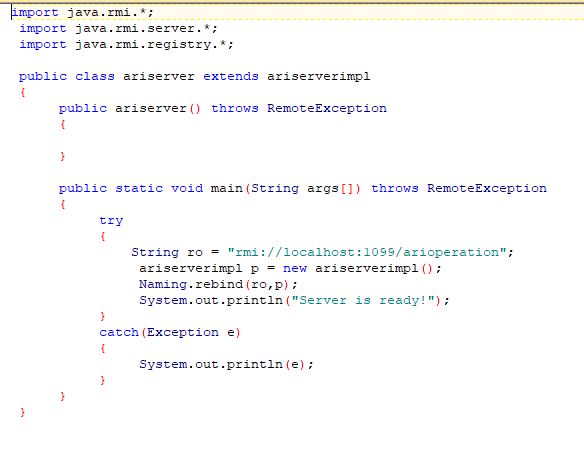 import java.rmi.*;
import java.rmi.server.*;
import java.rmi.registry.*;
public class ariserver extends ariserverimpl
{
public ariserver() throws RemoteException
{
}
public static void main(String args[]) throws RemoteException
{
try
{
String ro = "rmi://localhost:1099/arioperation";
ariserverimpl p = new ariserverimpl();
Naming.rebind(ro,p);
System.out.println("Server is ready!");
}
catch(Exception e)
{
System.out.println(e);
}
}
}